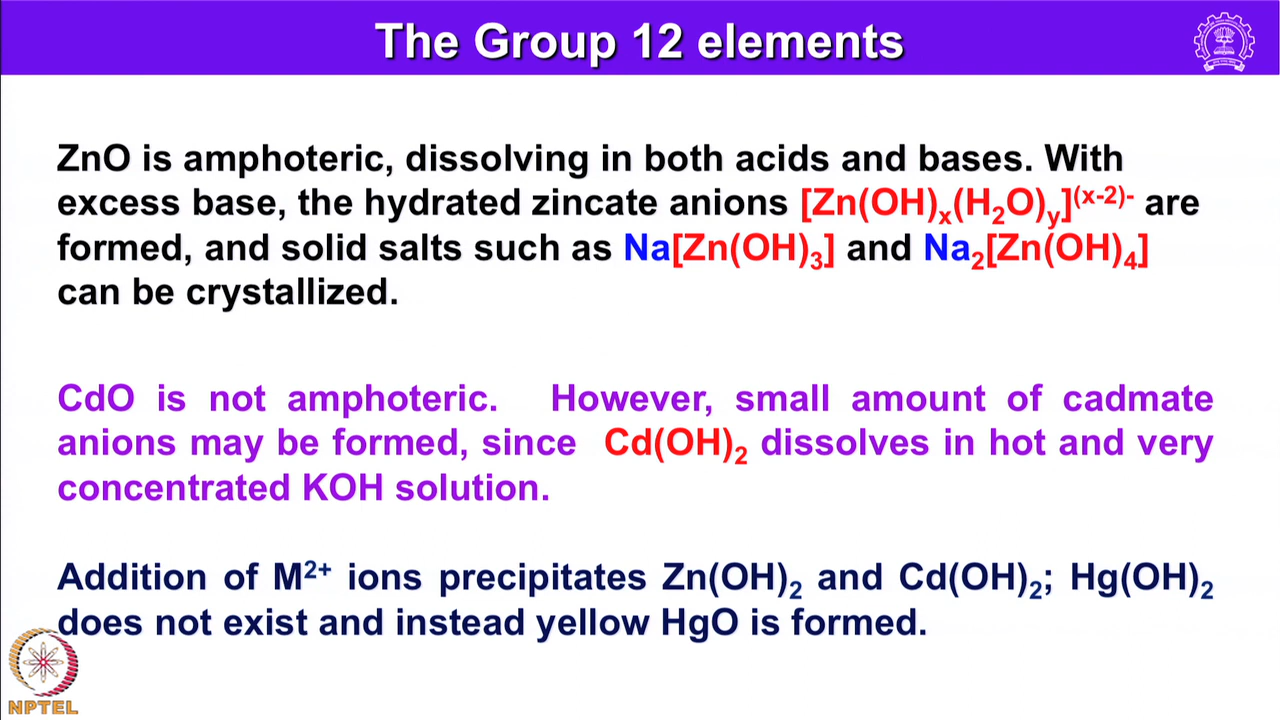 The Group 12 elements
ZnO is amphoteric, dissolving in both acids and bases. With
excess base, the hydrated zincate anions [Zn(OH)ₓ(H₂O)ᵧ]⁽ˣ⁻²⁾⁻ are
formed, and solid salts such as Na[Zn(OH)₃] and Na₂[Zn(OH)₄]
can be crystallized.
CdO is not amphoteric. However, small amount of cadmate
anions may be formed, since Cd(OH)₂ dissolves in hot and very
concentrated KOH solution.
Addition of M²⁺ ions precipitates Zn(OH)₂ and Cd(OH)₂; Hg(OH)₂
does not exist and instead yellow HgO is formed.
NPTEL